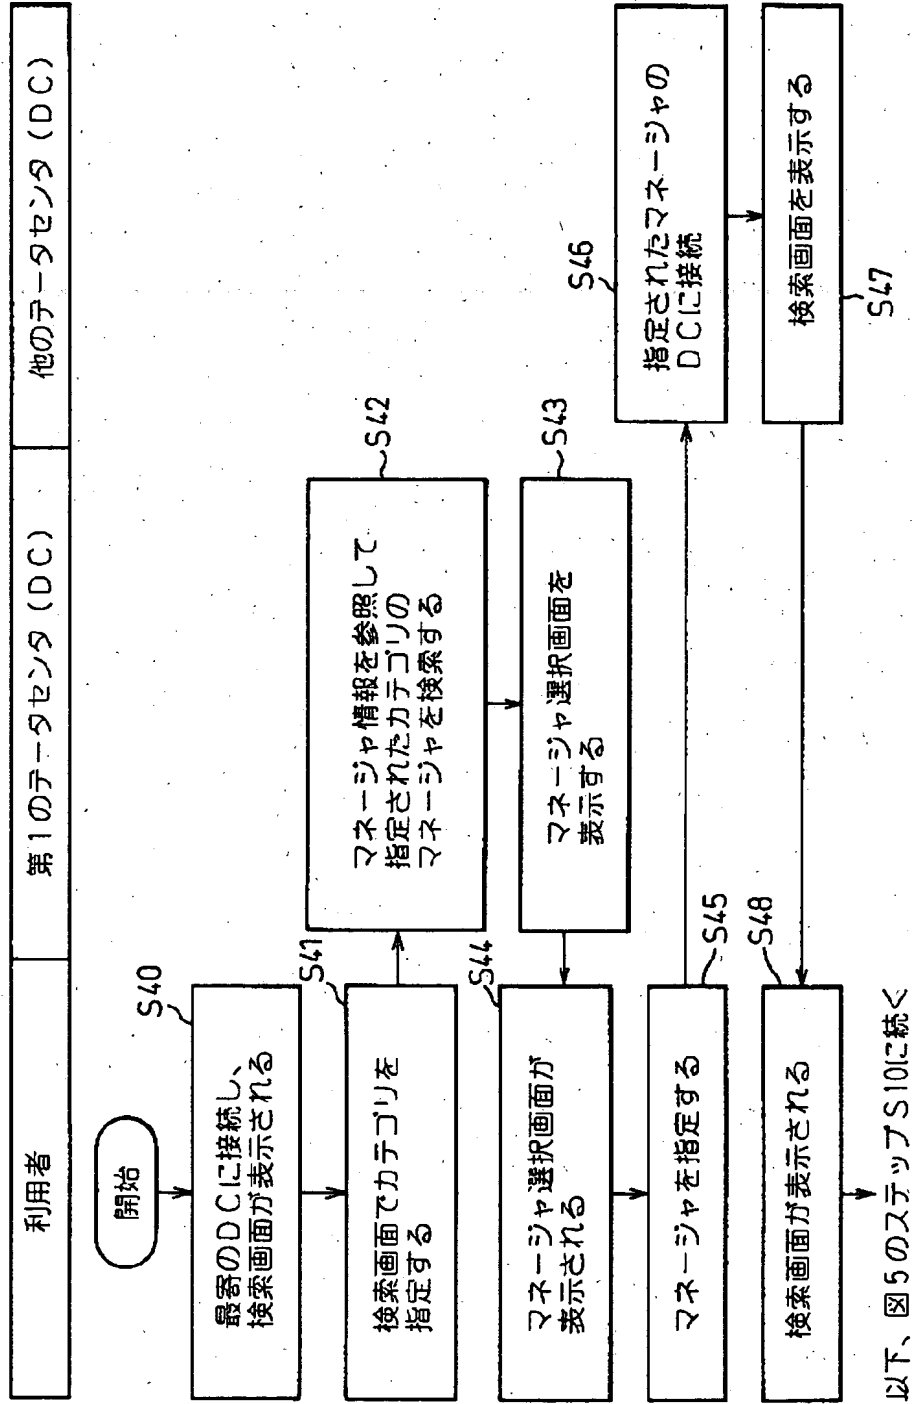 利用者
第1のデータセンタ(DC)
他のデータセンタ(DC)
開始
S40
最寄のDCに接続し、
検索画面が表示される
S41
検索画面でカテゴリを
指定する
S42
マネージャ情報を参照して
指定されたカテゴリの
マネージャを検索する
S43
マネージャ選択画面を
表示する
S44
マネージャ選択画面が
表示される
S45
マネージャを指定する
S46
指定されたマネージャの
DCに接続
S47
検索画面を表示する
S48
検索画面が表示される
以下、図5のステップS10に続く